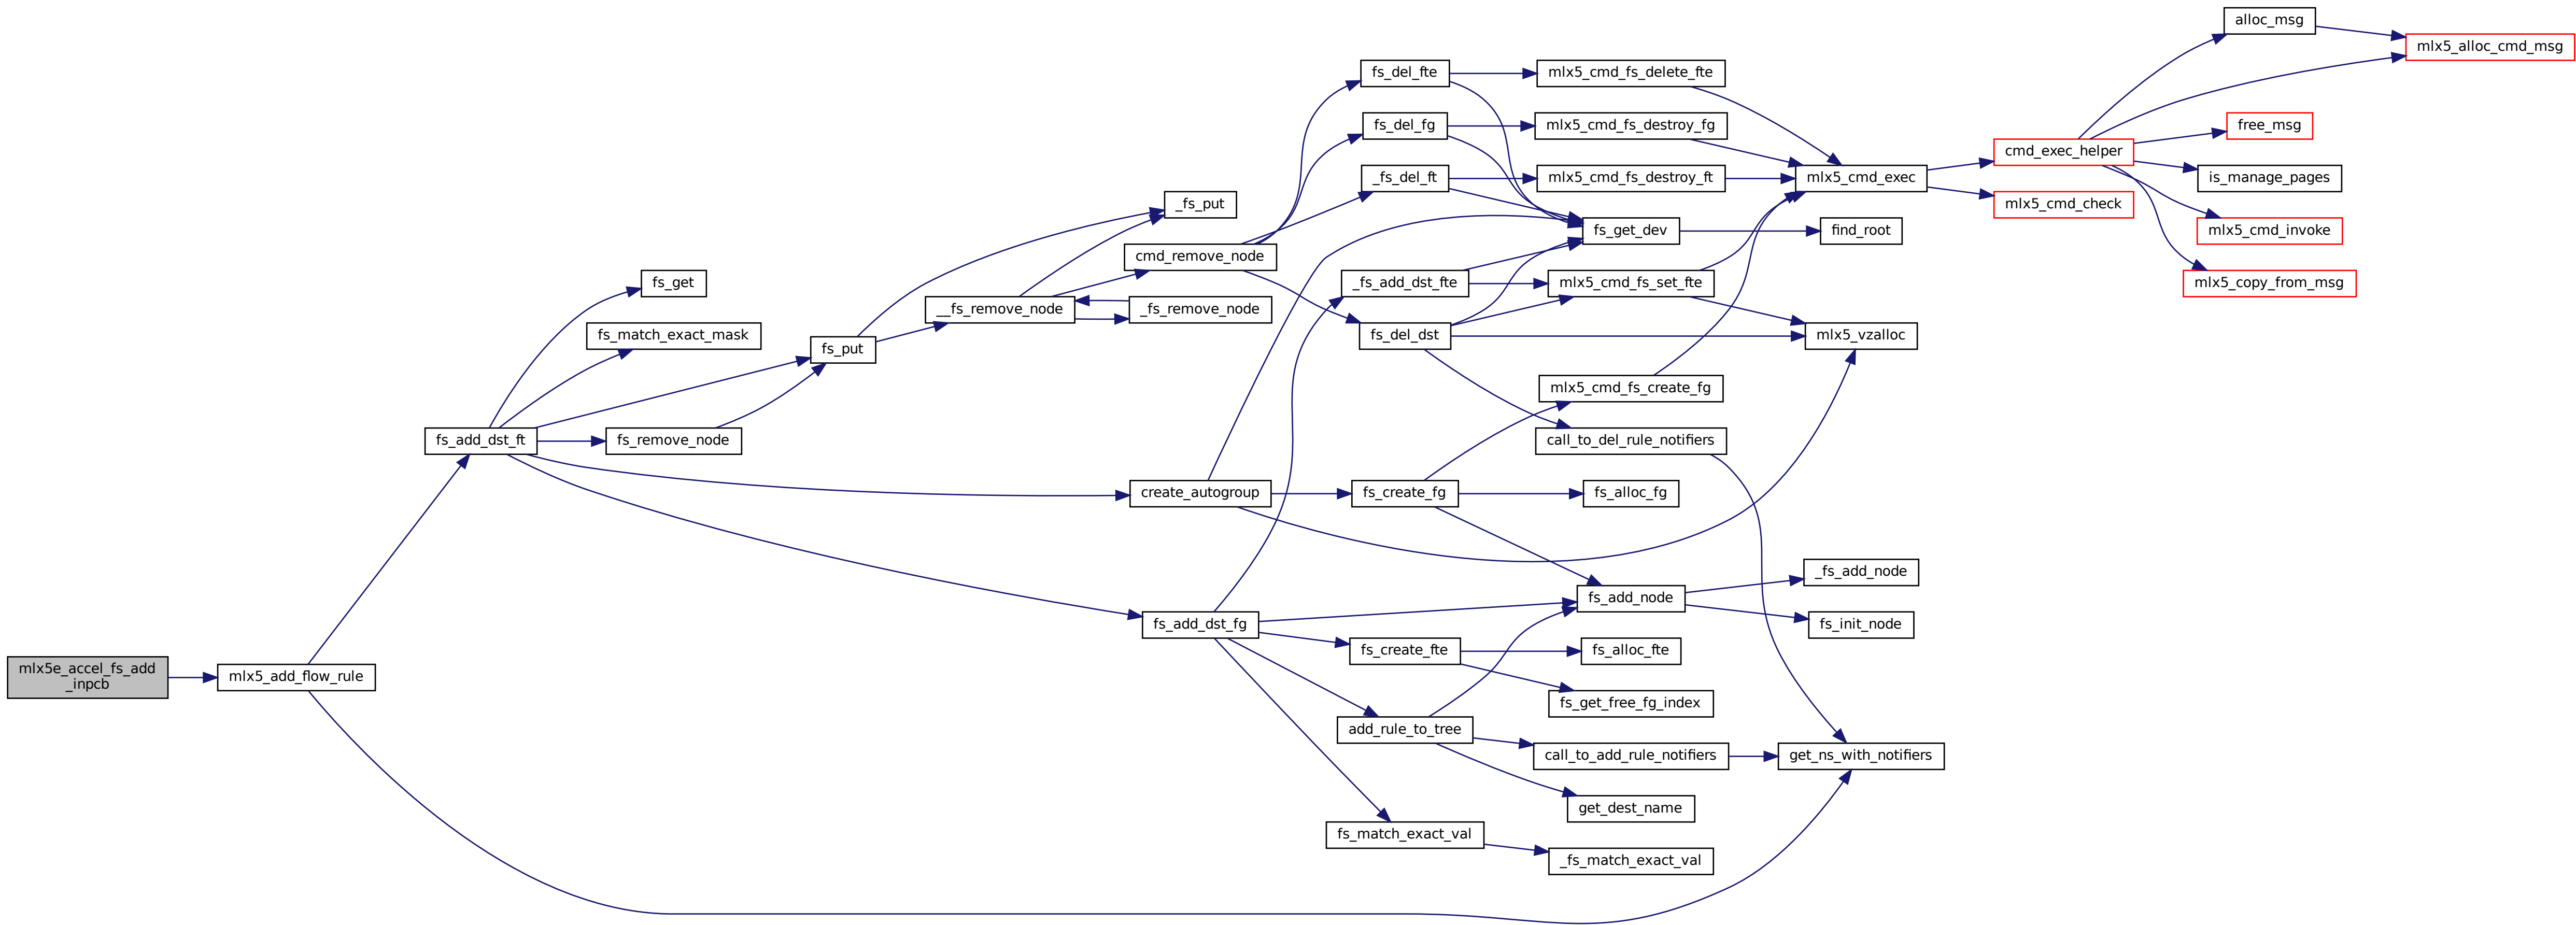 alloc_msg
mlx5_alloc_cmd_msg
fs_del_fte
mlx5_cmd_fs_delete_fte
fs_del_fg
mlx5_cmd_fs_destroy_fg
free_msg
cmd_exec_helper
_fs_del_ft
mlx5_cmd_fs_destroy_ft
mlx5_cmd_exec
is_manage_pages
_fs_put
mlx5_cmd_check
fs_get_dev
find_root
mlx5_cmd_invoke
cmd_remove_node
fs_get
_fs_add_dst_fte
mlx5_cmd_fs_set_fte
mlx5_copy_from_msg
__fs_remove_node
_fs_remove_node
fs_match_exact_mask
fs_put
fs_del_dst
mlx5_vzalloc
mlx5_cmd_fs_create_fg
fs_add_dst_ft
fs_remove_node
call_to_del_rule_notifiers
create_autogroup
fs_create_fg
fs_alloc_fg
_fs_add_node
fs_add_node
fs_add_dst_fg
fs_init_node
fs_create_fte
fs_alloc_fte
mlx5e_accel_fs_add
_inpcb
mlx5_add_flow_rule
fs_get_free_fg_index
add_rule_to_tree
call_to_add_rule_notifiers
get_ns_with_notifiers
get_dest_name
fs_match_exact_val
_fs_match_exact_val